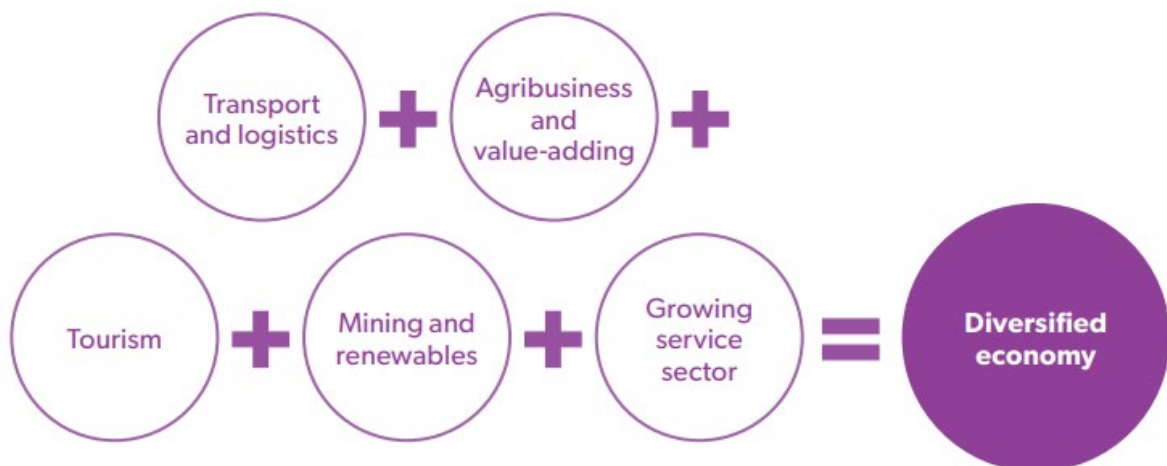 Transport
and logistics
+
Agribusiness
and
value-adding
+
Tourism
+
Mining and
renewables
+
Growing
service
sector
=
Diversified
economy